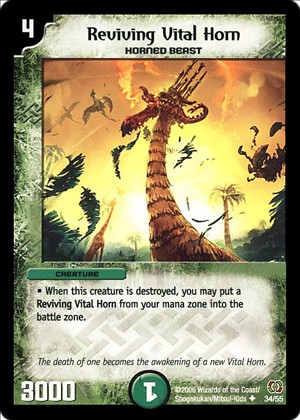 4
Reviving Vital Horn
HORNED BEAST
CREATURE
• When this creature is destroyed, you may put a
Reviving Vital Horn from your mana zone into the
battle zone.
The death of one becomes the awakening of a new Vital Horn.
3000
1
©2006 Wizards of the Coast/
Shogakukan/Mitsui-Kids
34/55